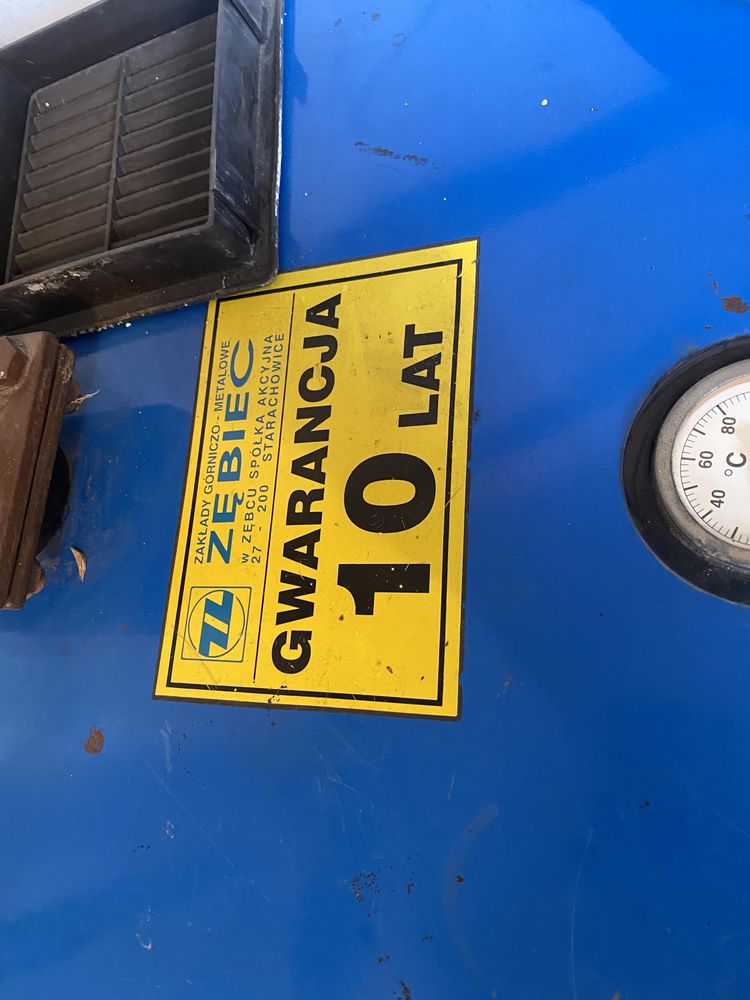 ZAKŁADY GÓRNICZO - METALOWE
ZĘBIEC
W ZĘBCU SPÓŁKA AKCYJNA
27 - 200 STARACHOWICE
GWARANCJA
10 LAT
40 60 80
°C